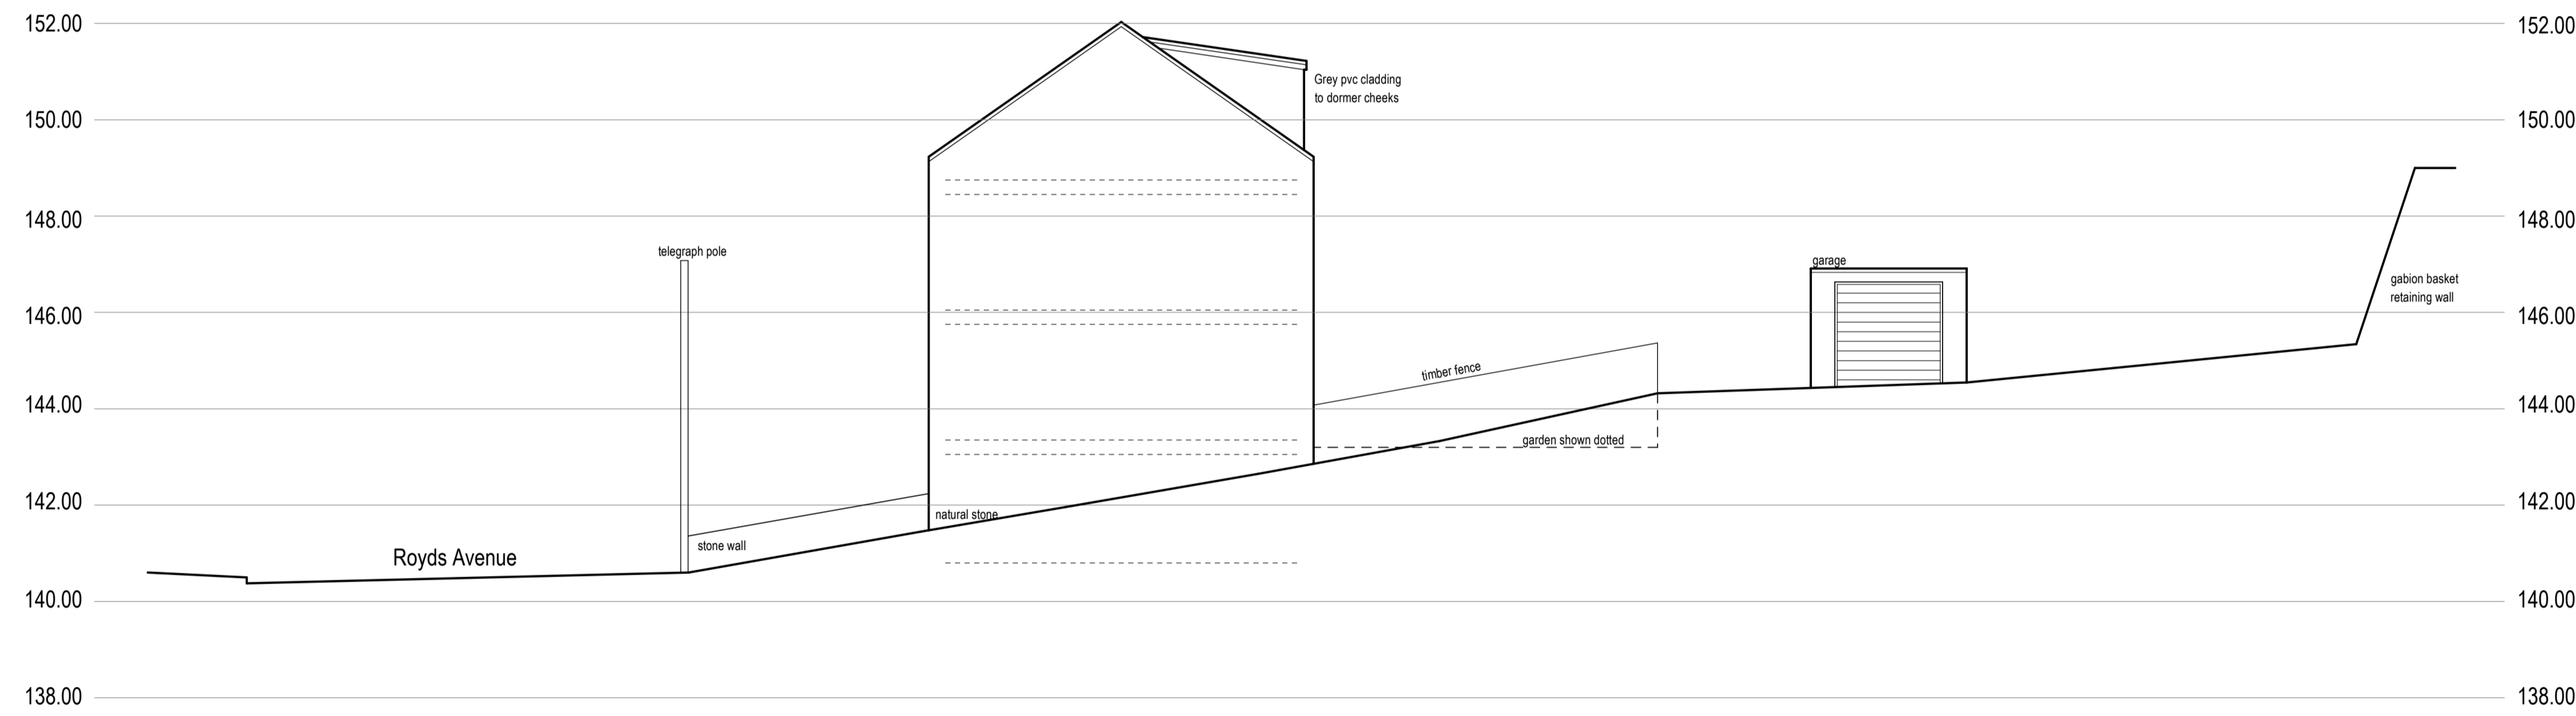 152.00
152.00
Grey pvc cladding
to dormer cheeks
150.00
150.00
148.00
148.00
telegraph pole
garage
gabion basket
retaining wall
146.00
146.00
timber fence
144.00
144.00
garden shown dotted
142.00
142.00
natural stone
stone wall
Royds Avenue
140.00
140.00
138.00
138.00